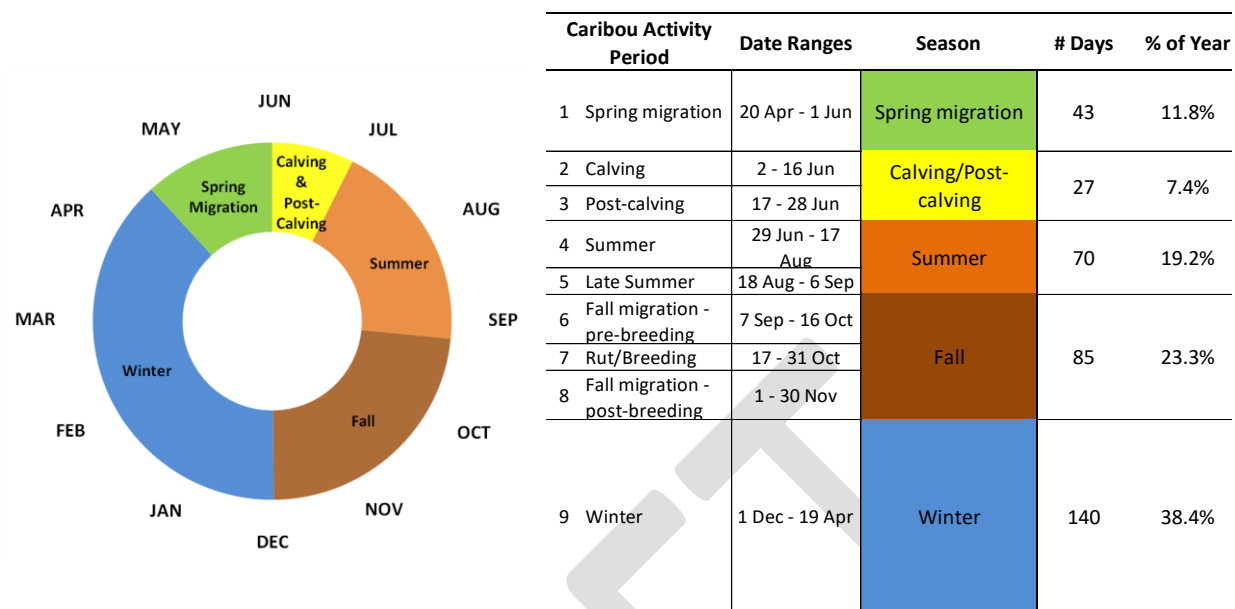 JUN
JUL
AUG
SEP
OCT
NOV
DEC
JAN
FEB
MAR
APR
MAY
Calving
&
Post-
Calving
Summer
Fall
Winter
Spring
Migration
Caribou Activity
Period
Date Ranges
Season
# Days
% of Year
1 Spring migration
20 Apr - 1 Jun
Spring migration
43
11.8%
2 Calving
2 - 16 Jun
Calving/Post-
calving
27
7.4%
3 Post-calving
17 - 28 Jun
4 Summer
29 Jun - 17
Aug
Summer
70
19.2%
5 Late Summer
18 Aug - 6 Sep
6 Fall migration -
pre-breeding
7 Sep - 16 Oct
Fall
85
23.3%
7 Rut/Breeding
17 - 31 Oct
8 Fall migration -
post-breeding
1 - 30 Nov
9 Winter
1 Dec - 19 Apr
Winter
140
38.4%